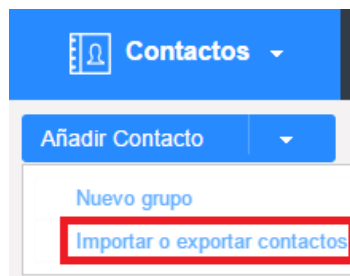 Contactos
Añadir Contacto
Nuevo grupo
Importar o exportar contactos